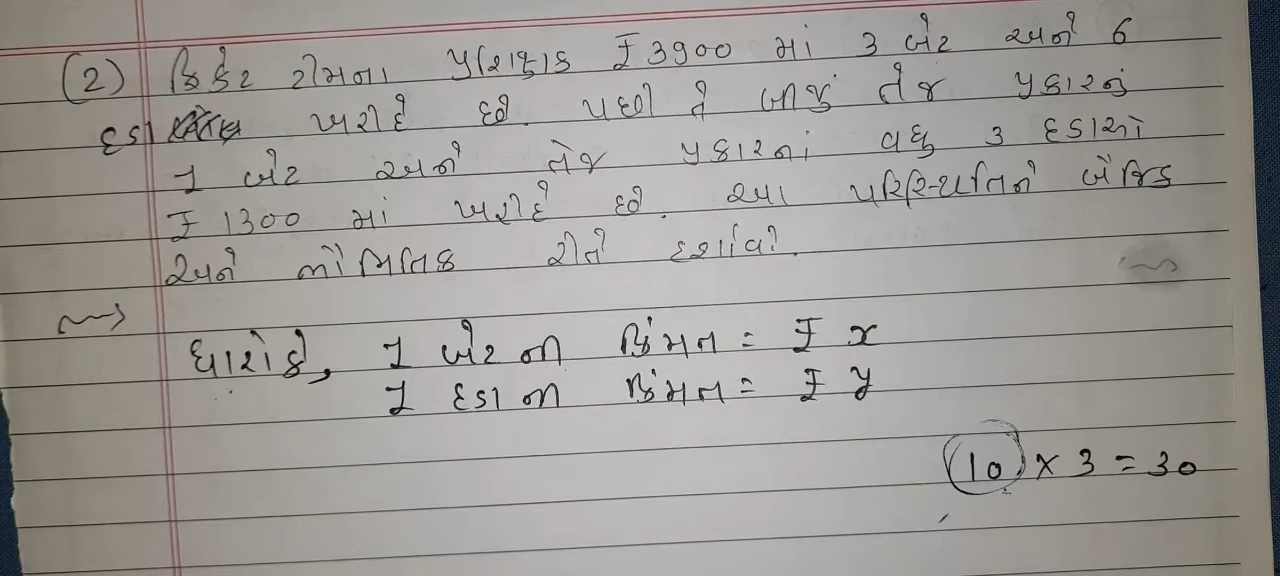 (2) ક્રિકેટ ટીમના પ્રશિક્ષક ₹ 3900 માં 3 બેટ અને 6
દડા ખરીદે છે. પછી તે બીજું તેજ પ્રકારનું
1 બેટ અને તેજ પ્રકારનાં વધુ 3 દડાઓ
₹ 1300 માં ખરીદે છે. આ પરિસ્થિતિને બૈજિક
અને ભૌમિતિક રીતે દર્શાવો.
ધારોકે, 1 બેટ ની કિંમત = ₹ x
1 દડા ની કિંમત = ₹ y
10 × 3 = 30